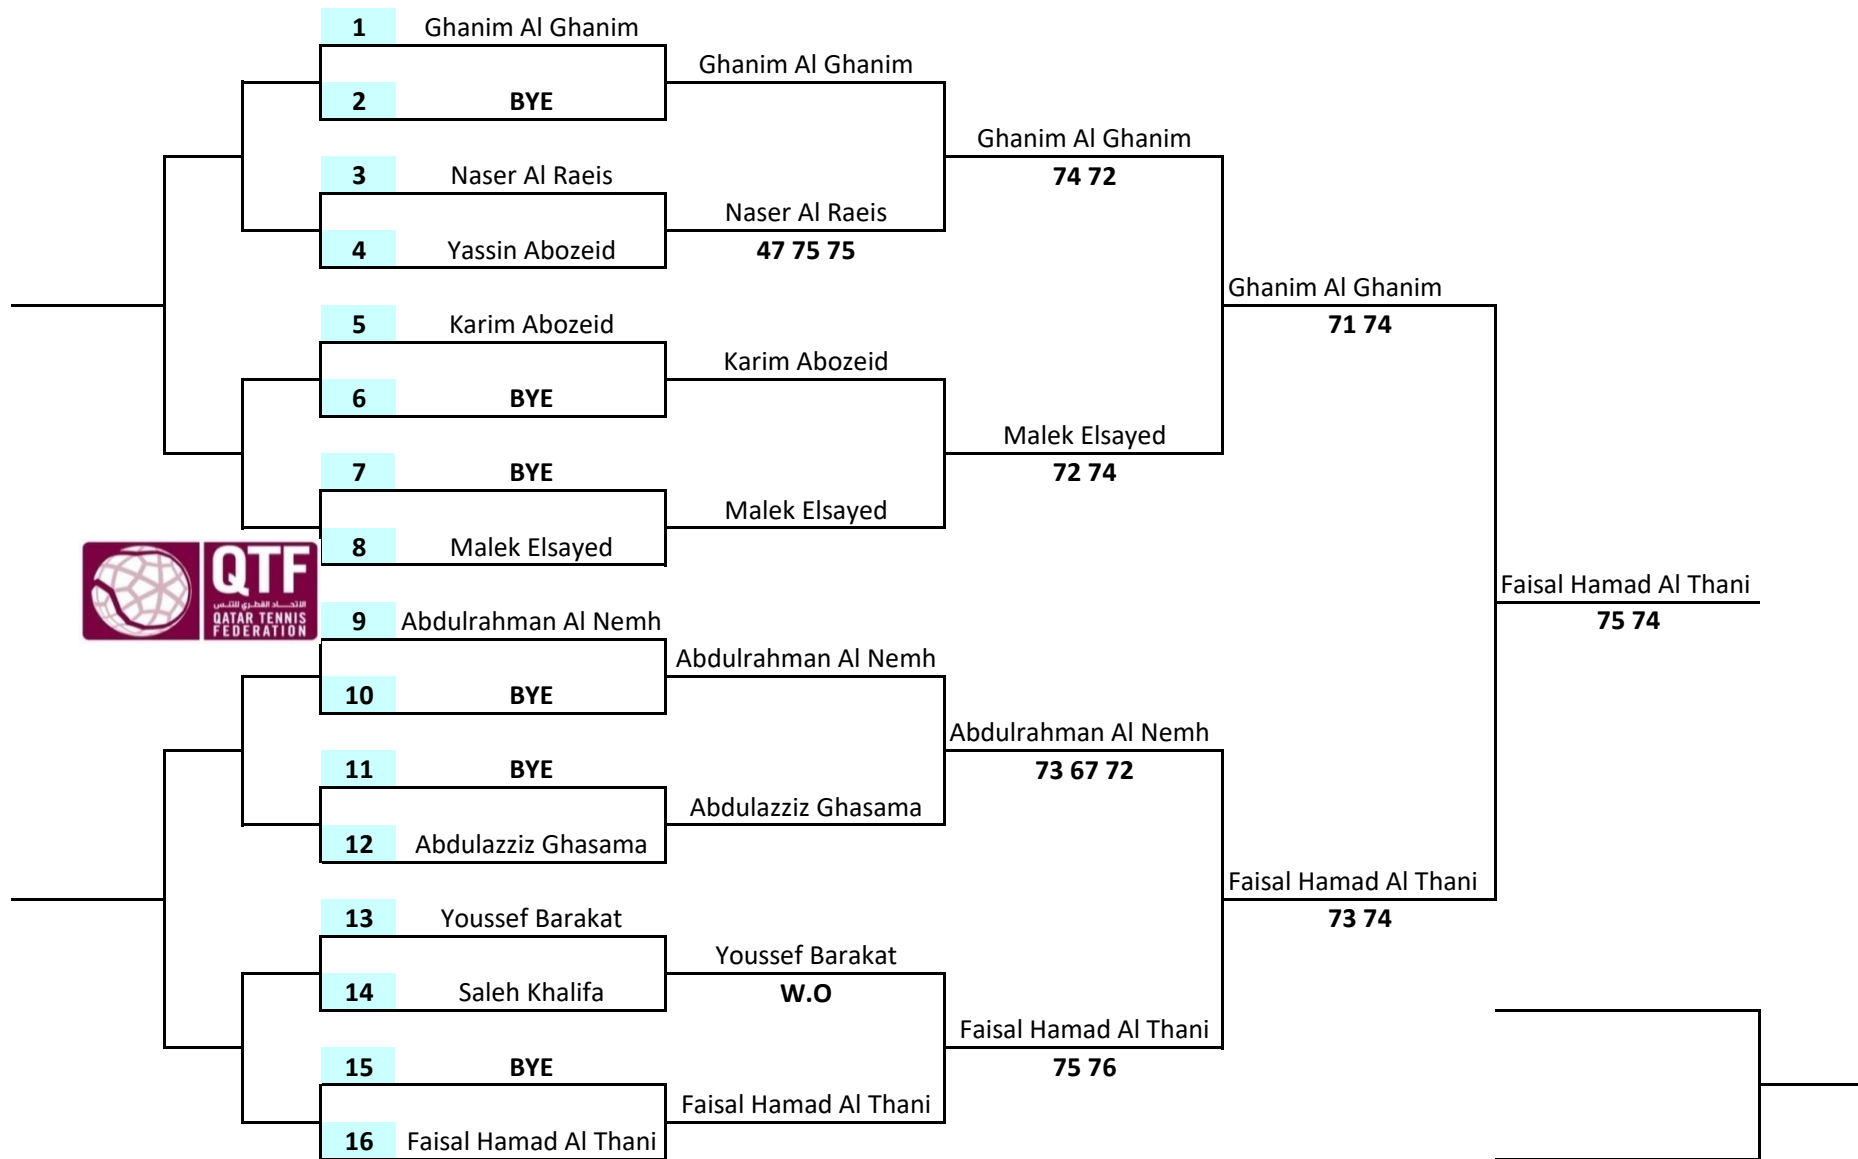 1 Ghanim Al Ghanim
Ghanim Al Ghanim
2 BYE
Ghanim Al Ghanim
74 72
3 Naser Al Raeis
Naser Al Raeis
47 75 75
4 Yassin Abozeid
Ghanim Al Ghanim
71 74
5 Karim Abozeid
Karim Abozeid
6 BYE
Malek Elsayed
72 74
7 BYE
Malek Elsayed
8 Malek Elsayed
QTF
الاتحاد القطري للتنس
QATAR TENNIS
FEDERATION
Faisal Hamad Al Thani
75 74
9 Abdulrahman Al Nemh
Abdulrahman Al Nemh
10 BYE
Abdulrahman Al Nemh
73 67 72
11 BYE
Abdulazziz Ghasama
12 Abdulazziz Ghasama
Faisal Hamad Al Thani
73 74
13 Youssef Barakat
Youssef Barakat
W.O
14 Saleh Khalifa
Faisal Hamad Al Thani
75 76
15 BYE
Faisal Hamad Al Thani
16 Faisal Hamad Al Thani